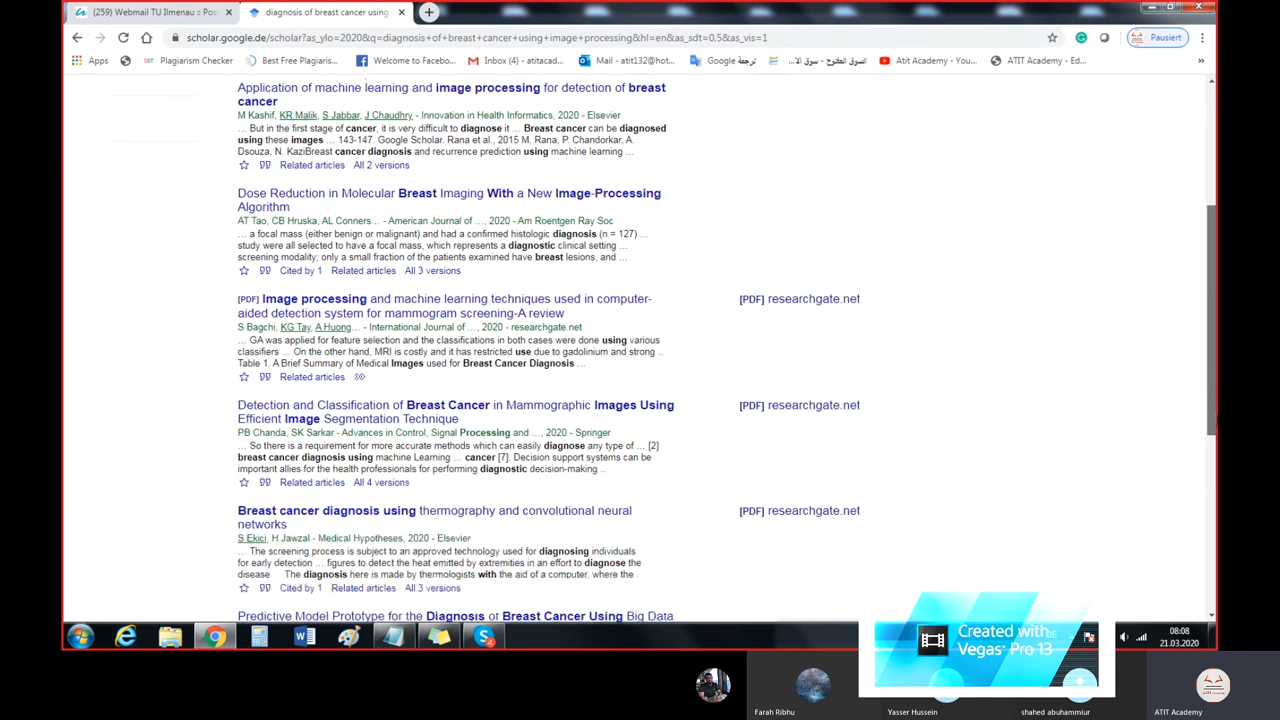 (259) Webmail TU Ilmenau :: Post
diagnosis of breast cancer using
scholar.google.de/scholar?as_ylo=2020&q=diagnosis+of+breast+cancer+using+image+processing&hl=en&as_sdt=0,5&as_vis=1
Pausiert
Apps
Plagiarism Checker
Best Free Plagiaris...
Welcome to Facebo...
Inbox (4) - atitacad...
Mail - atit132@hot...
Google ترجمة
السوق المفتوح - سوق الا...
Atit Academy - You...
ATIT Academy - Ed...
»
Application of machine learning and image processing for detection of breast
cancer
M Kashif, KR Malik, S Jabbar, J Chaudhry - Innovation in Health Informatics, 2020 - Elsevier
... But in the first stage of cancer, it is very difficult to diagnose it ... Breast cancer can be diagnosed
using these images ... 143-147. Google Scholar. Rana et al., 2015 M. Rana, P. Chandorkar, A.
Dsouza, N. KaziBreast cancer diagnosis and recurrence prediction using machine learning ...
Related articles All 2 versions
Dose Reduction in Molecular Breast Imaging With a New Image-Processing
Algorithm
AT Tao, CB Hruska, AL Conners... - American Journal of ..., 2020 - Am Roentgen Ray Soc
... a focal mass (either benign or malignant) and had a confirmed histologic diagnosis (n = 127) ...
study were all selected to have a focal mass, which represents a diagnostic clinical setting ...
screening modality; only a small fraction of the patients examined have breast lesions, and ...
Cited by 1 Related articles All 3 versions
[PDF] Image processing and machine learning techniques used in computer-
aided detection system for mammogram screening-A review
[PDF] researchgate.net
S Bagchi, KG Tay, A Huong... - International Journal of ..., 2020 - researchgate.net
... GA was applied for feature selection and the classifications in both cases were done using various
classifiers ... On the other hand, MRI is costly and it has restricted use due to gadolinium and strong ..
Table 1. A Brief Summary of Medical Images used for Breast Cancer Diagnosis ...
Related articles
Detection and Classification of Breast Cancer in Mammographic Images Using
Efficient Image Segmentation Technique
[PDF] researchgate.net
PB Chanda, SK Sarkar - Advances in Control, Signal Processing and ..., 2020 - Springer
... So there is a requirement for more accurate methods which can easily diagnose any type of ... [2]
breast cancer diagnosis using machine Learning ... cancer [7]. Decision support systems can be
important allies for the health professionals for performing diagnostic decision-making ..
Related articles All 4 versions
Breast cancer diagnosis using thermography and convolutional neural
networks
[PDF] researchgate.net
S Ekici, H Jawzal - Medical Hypotheses, 2020 - Elsevier
... The screening process is subject to an approved technology used for diagnosing individuals
for early detection ... figures to detect the heat emitted by extremities in an effort to diagnose the
disease The diagnosis here is made by thermologists with the aid of a computer, where the .
Cited by 1 Related articles All 3 versions
Predictive Model Prototype for the Diagnosis of Breast Cancer Using Big Data
Created with
Vegas Pro 13
DE
08:08
21.03.2020
Farah Ribhu
Yasser Hussein
shahed abuhammiur
ATIT Academy